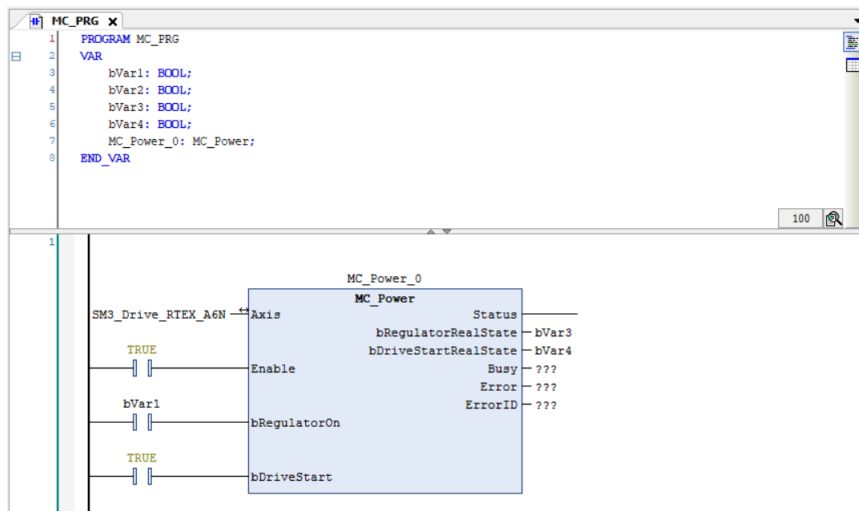 MC_PRG X
1 PROGRAM MC_PRG
2 VAR
3 bVar1: BOOL;
4 bVar2: BOOL;
5 bVar3: BOOL;
6 bVar4: BOOL;
7 MC_Power_0: MC_Power;
8 END_VAR
100
1
MC_Power_0
MC_Power
SM3_Drive_RTEX_A6N Axis Status
bRegulatorRealState bVar3
TRUE bDriveStartRealState bVar4
Enable Busy ???
Error ???
bVar1 ErrorID ???
bRegulatorOn
TRUE
bDriveStart